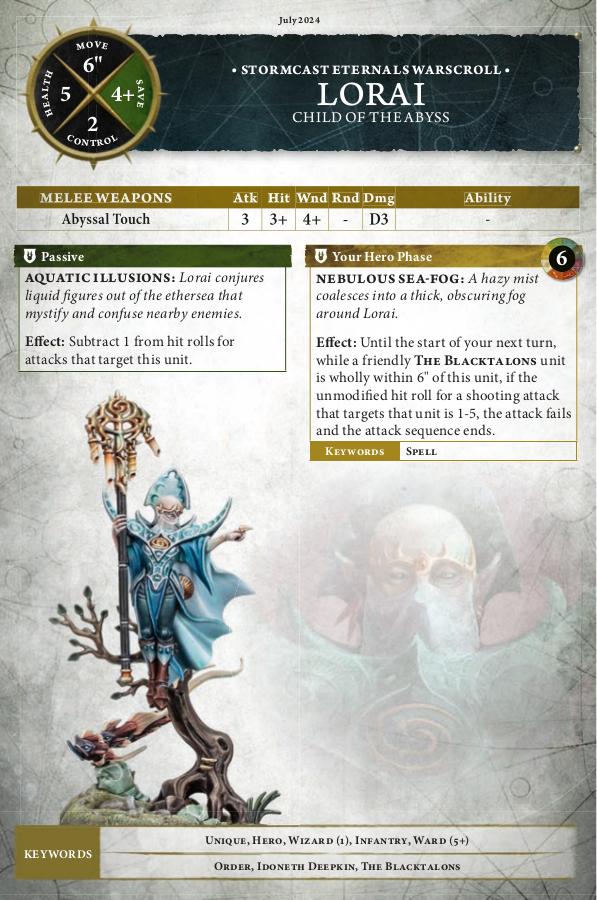 July 2024
MOVE
6"
HEALTH
5
4+
SAVE
2
CONTROL
• STORMCAST ETERNALS WARSCROLL •
LORAI
CHILD OF THE ABYSS
MELEE WEAPONS Atk Hit Wnd Rnd Dmg Ability
Abyssal Touch 3 3+ 4+ - D3 -
Passive
AQUATIC ILLUSIONS: Lorai conjures
liquid figures out of the ethersea that
mystify and confuse nearby enemies.
Effect: Subtract 1 from hit rolls for
attacks that target this unit.
Your Hero Phase
6
NEBULOUS SEA-FOG: A hazy mist
coalesces into a thick, obscuring fog
around Lorai.
Effect: Until the start of your next turn,
while a friendly THE BLACKTALONS unit
is wholly within 6" of this unit, if the
unmodified hit roll for a shooting attack
that targets that unit is 1-5, the attack fails
and the attack sequence ends.
KEYWORDS SPELL
KEYWORDS
UNIQUE, HERO, WIZARD (1), INFANTRY, WARD (5+)
ORDER, IDONETH DEEPKIN, THE BLACKTALONS